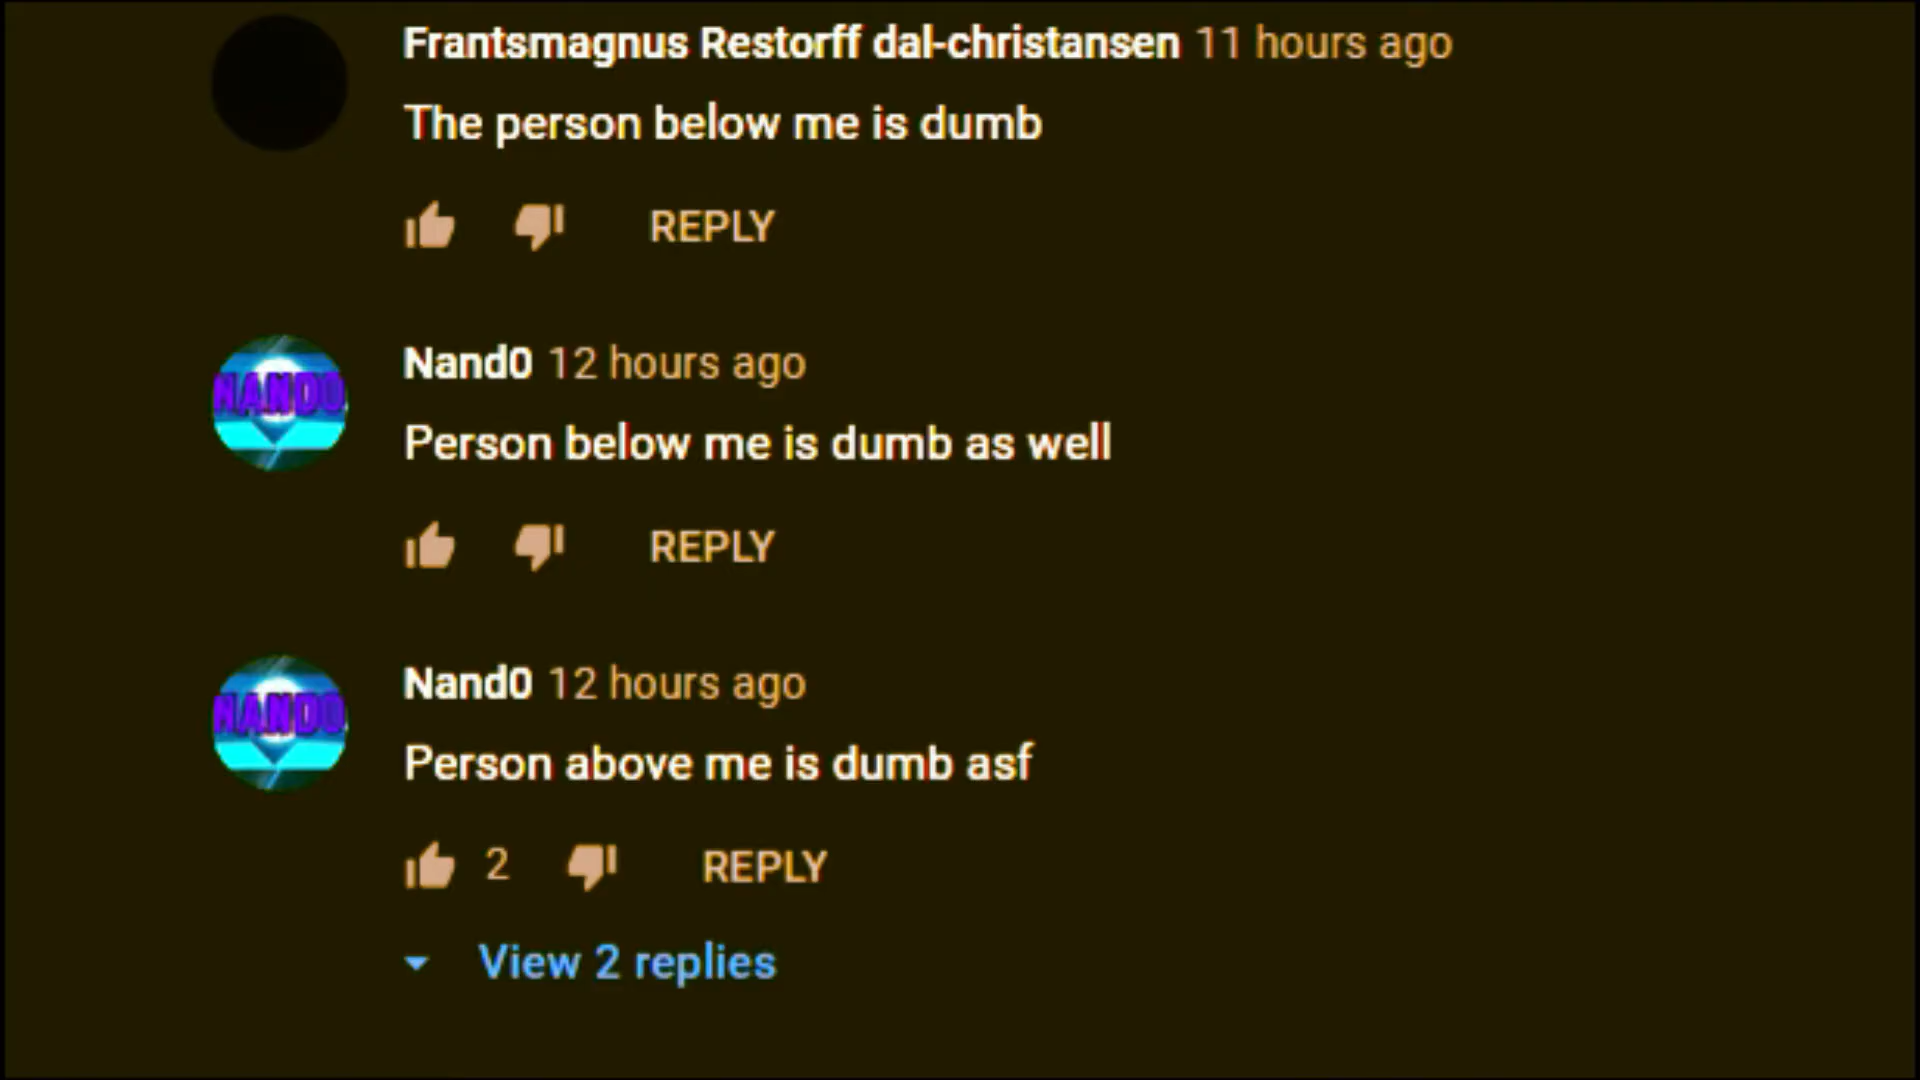 Frantsmagnus Restorff dal-christansen 11 hours ago
The person below me is dumb
REPLY
NANDO
Nand0 12 hours ago
Person below me is dumb as well
REPLY
NANDO
Nand0 12 hours ago
Person above me is dumb asf
2 REPLY
View 2 replies